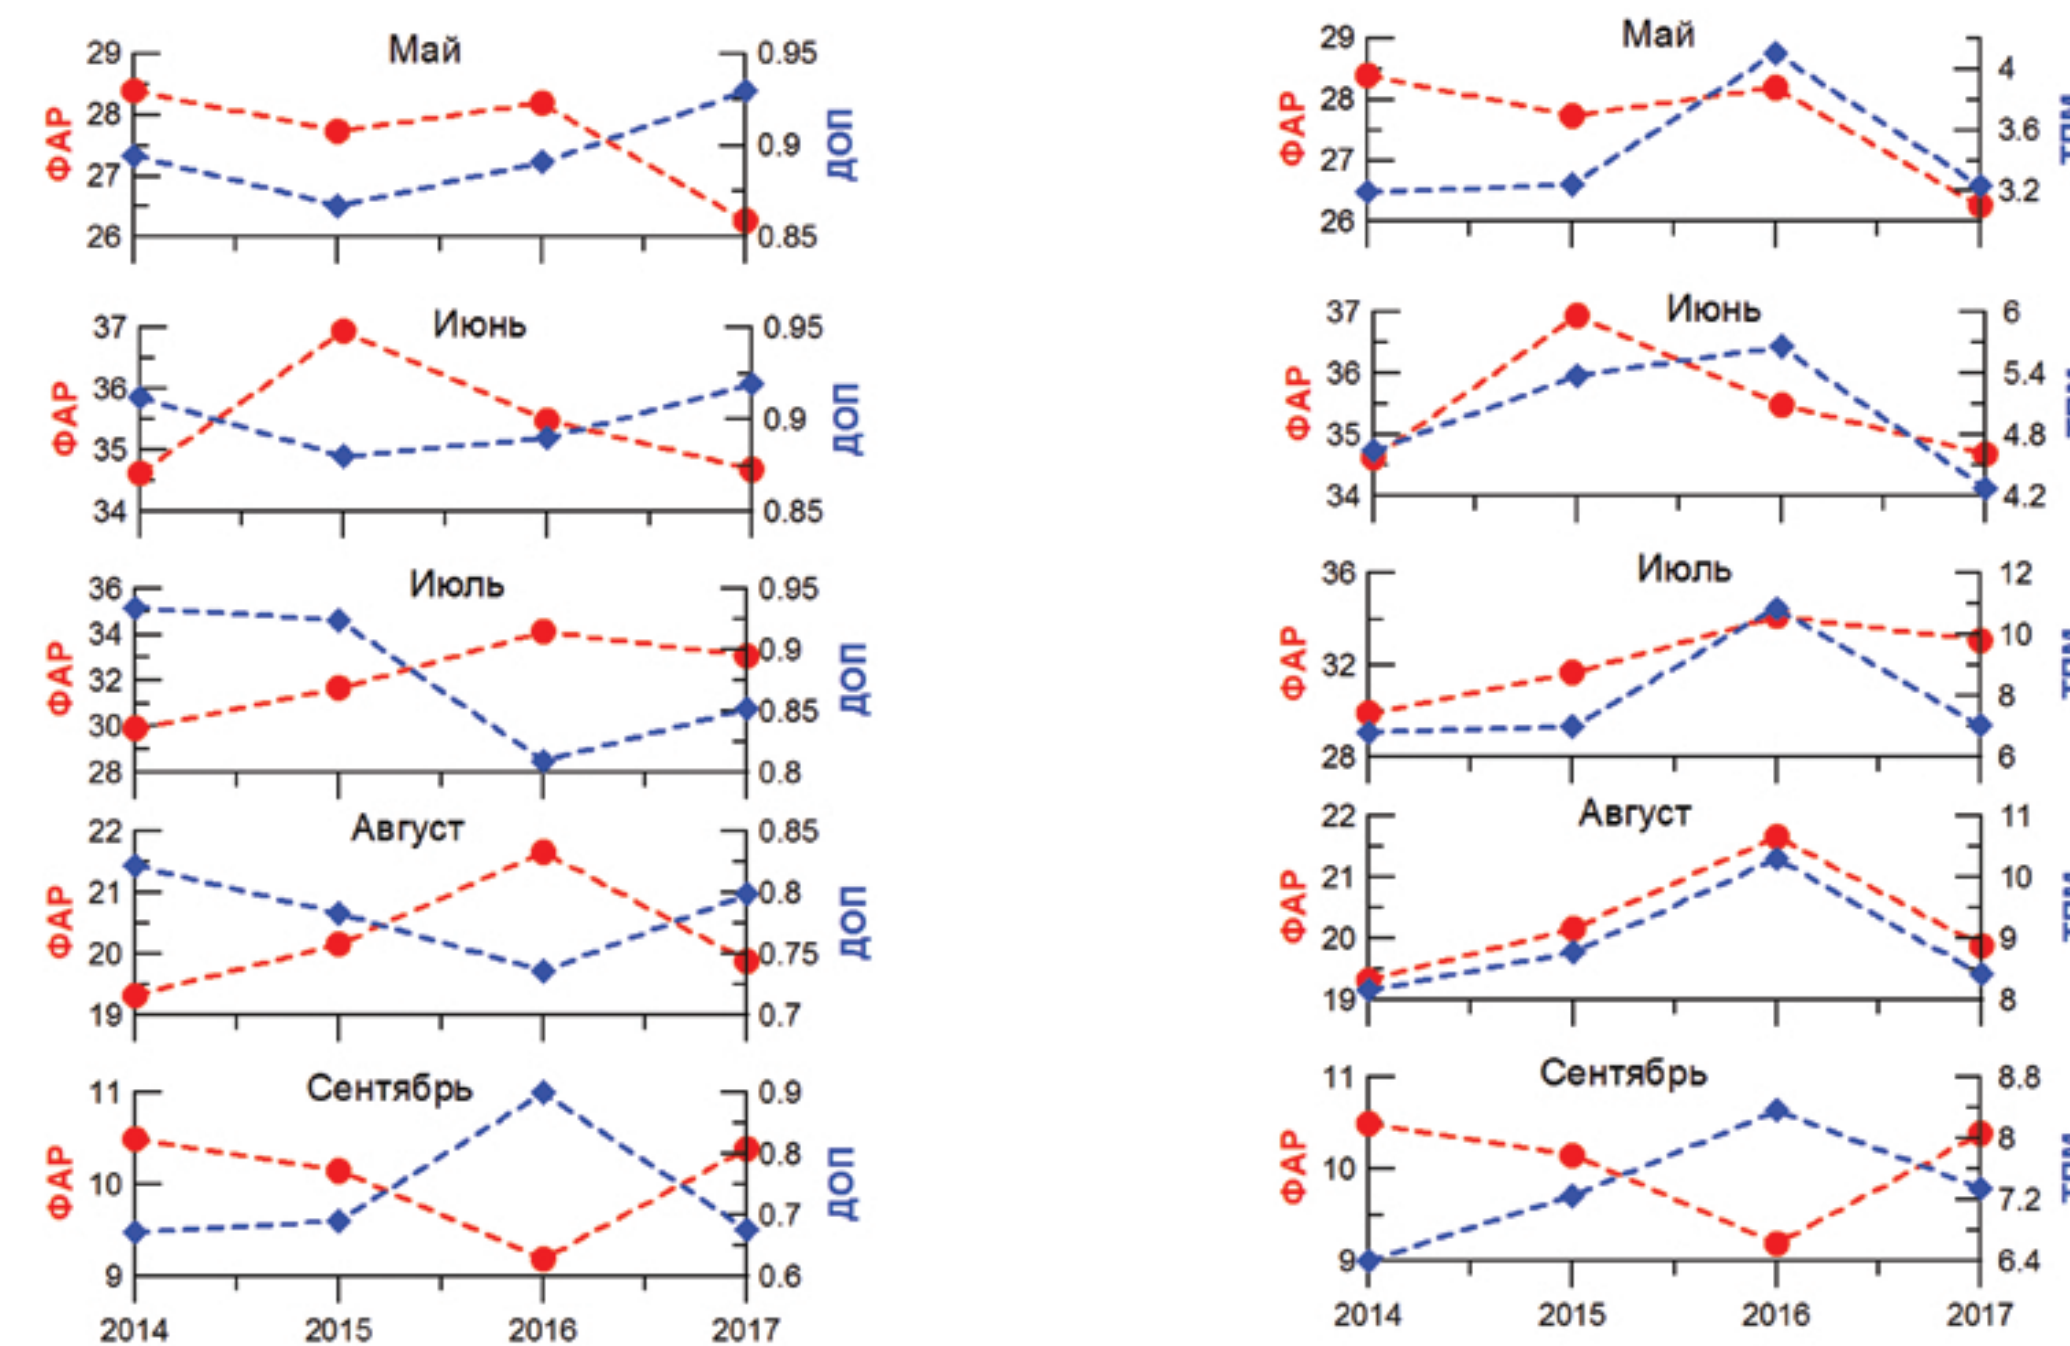 Май
29
28
27
26
ФАР
0.95
0.9
0.85
ДОП
Июнь
37
36
35
34
ФАР
0.95
0.9
0.85
ДОП
Июль
36
34
32
30
28
ФАР
0.95
0.9
0.85
0.8
ДОП
Август
22
21
20
19
ФАР
0.85
0.8
0.75
0.7
ДОП
Сентябрь
11
10
9
ФАР
0.9
0.8
0.7
0.6
ДОП
2014 2015 2016 2017
Май
29
28
27
26
ФАР
4
3.6
3.2
Июнь
37
36
35
34
ФАР
6
5.4
4.8
4.2
Июль
36
32
28
ФАР
12
10
8
6
Август
22
21
20
19
ФАР
11
10
9
8
Сентябрь
11
10
9
ФАР
8.8
8
7.2
6.4
2014 2015 2016 2017